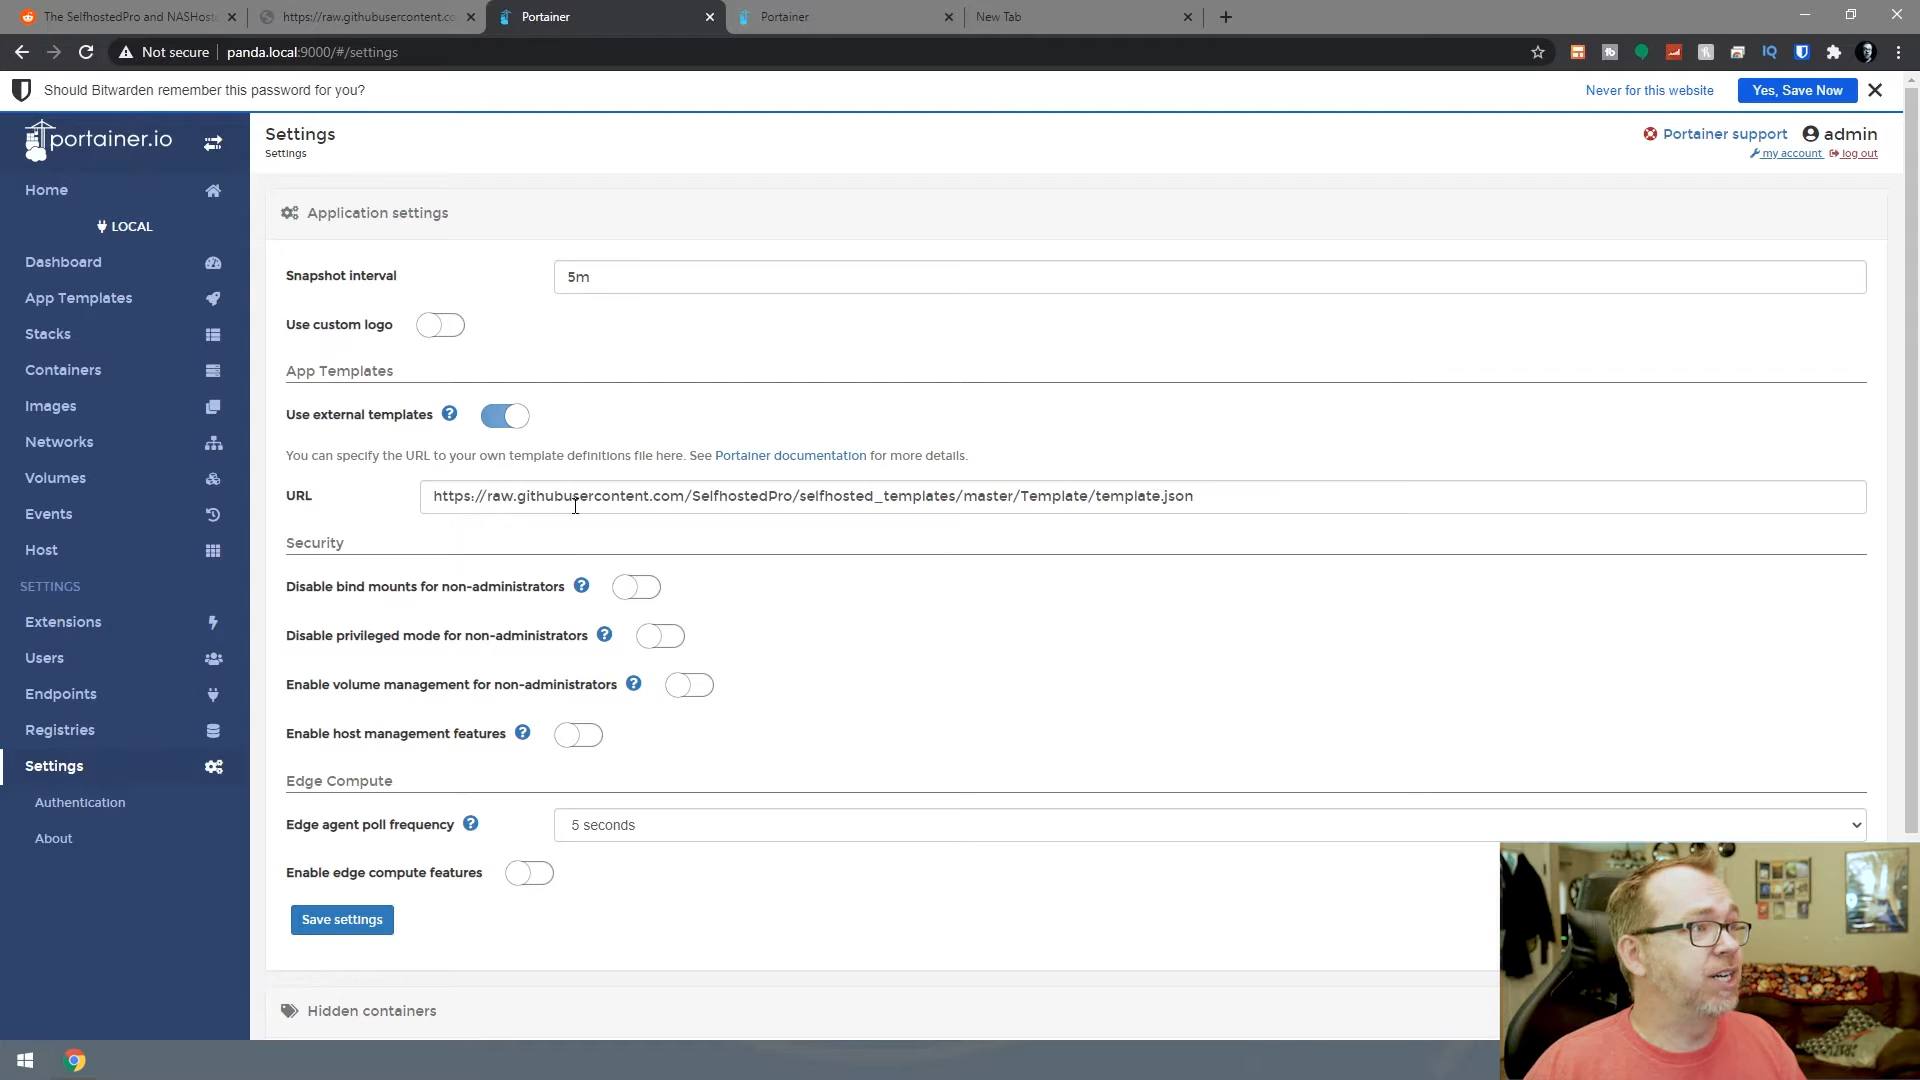 The SelfhostedPro and NASHost
https://raw.githubusercontent.co
Portainer
Portainer
New Tab
Not secure
panda.local:9000/#/settings
Should Bitwarden remember this password for you?
Never for this website
Yes, Save Now
portainer.io
Home
LOCAL
Dashboard
App Templates
Stacks
Containers
Images
Networks
Volumes
Events
Host
SETTINGS
Extensions
Users
Endpoints
Registries
Settings
Authentication
About
Settings
Settings
Portainer support
admin
my account
log out
Application settings
Snapshot interval
5m
Use custom logo
App Templates
Use external templates
You can specify the URL to your own template definitions file here. See Portainer documentation for more details.
URL
https://raw.githubusercontent.com/SelfhostedPro/selfhosted_templates/master/Template/template.json
Security
Disable bind mounts for non-administrators
Disable privileged mode for non-administrators
Enable volume management for non-administrators
Enable host management features
Edge Compute
Edge agent poll frequency
5 seconds
Enable edge compute features
Save settings
Hidden containers